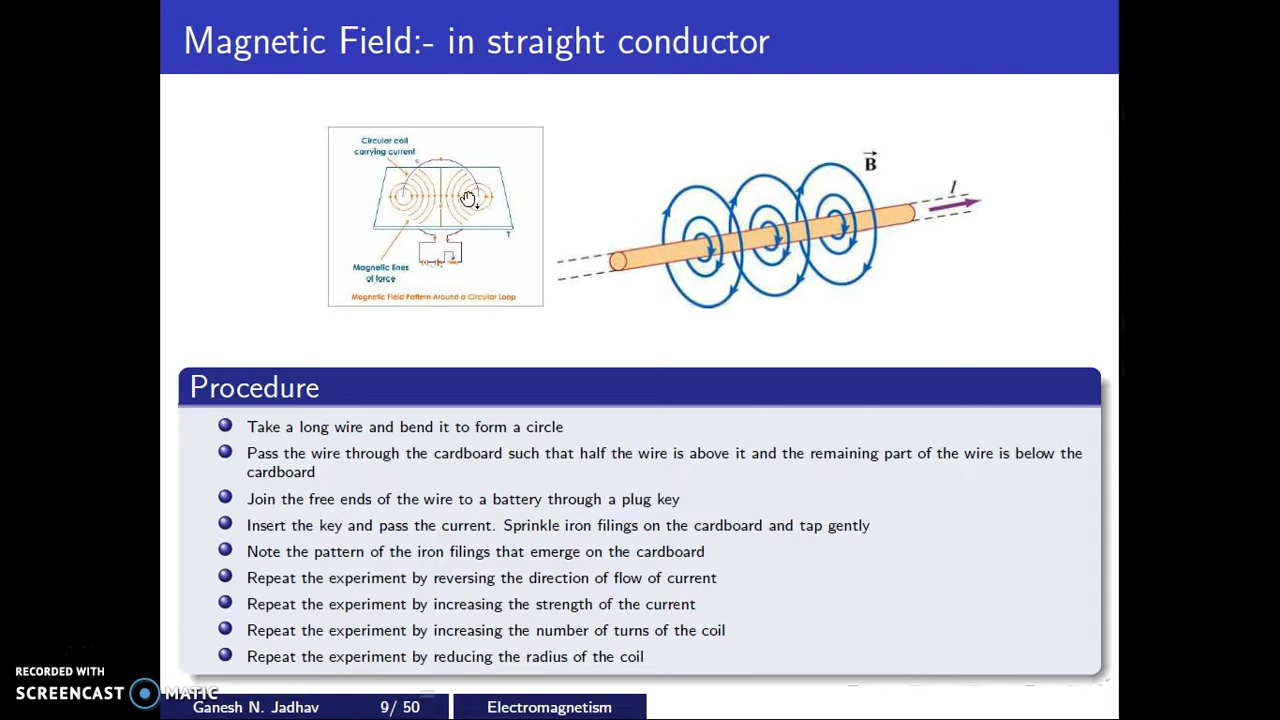 Magnetic Field:- in straight conductor
Circular coil
carrying current
Magnetic lines
of force
Magnetic Field Pattern Around a Circular Loop
B
I
Procedure
Take a long wire and bend it to form a circle
Pass the wire through the cardboard such that half the wire is above it and the remaining part of the wire is below the
cardboard
Join the free ends of the wire to a battery through a plug key
Insert the key and pass the current. Sprinkle iron filings on the cardboard and tap gently
Note the pattern of the iron filings that emerge on the cardboard
Repeat the experiment by reversing the direction of flow of current
Repeat the experiment by increasing the strength of the current
Repeat the experiment by increasing the number of turns of the coil
Repeat the experiment by reducing the radius of the coil
RECORDED WITH
SCREENCAST MATIC
Ganesh N. Jadhav 9/ 50 Electromagnetism